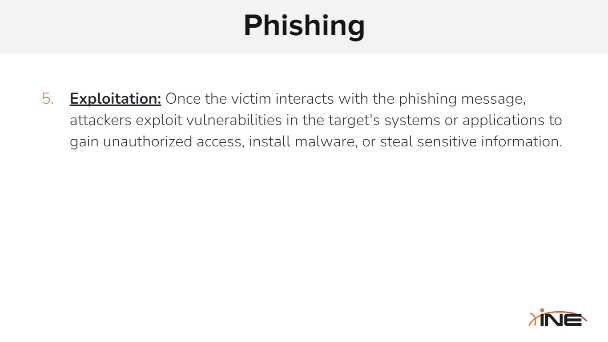 Phishing
5. Exploitation: Once the victim interacts with the phishing message,
attackers exploit vulnerabilities in the target's systems or applications to
gain unauthorized access, install malware, or steal sensitive information.
INE